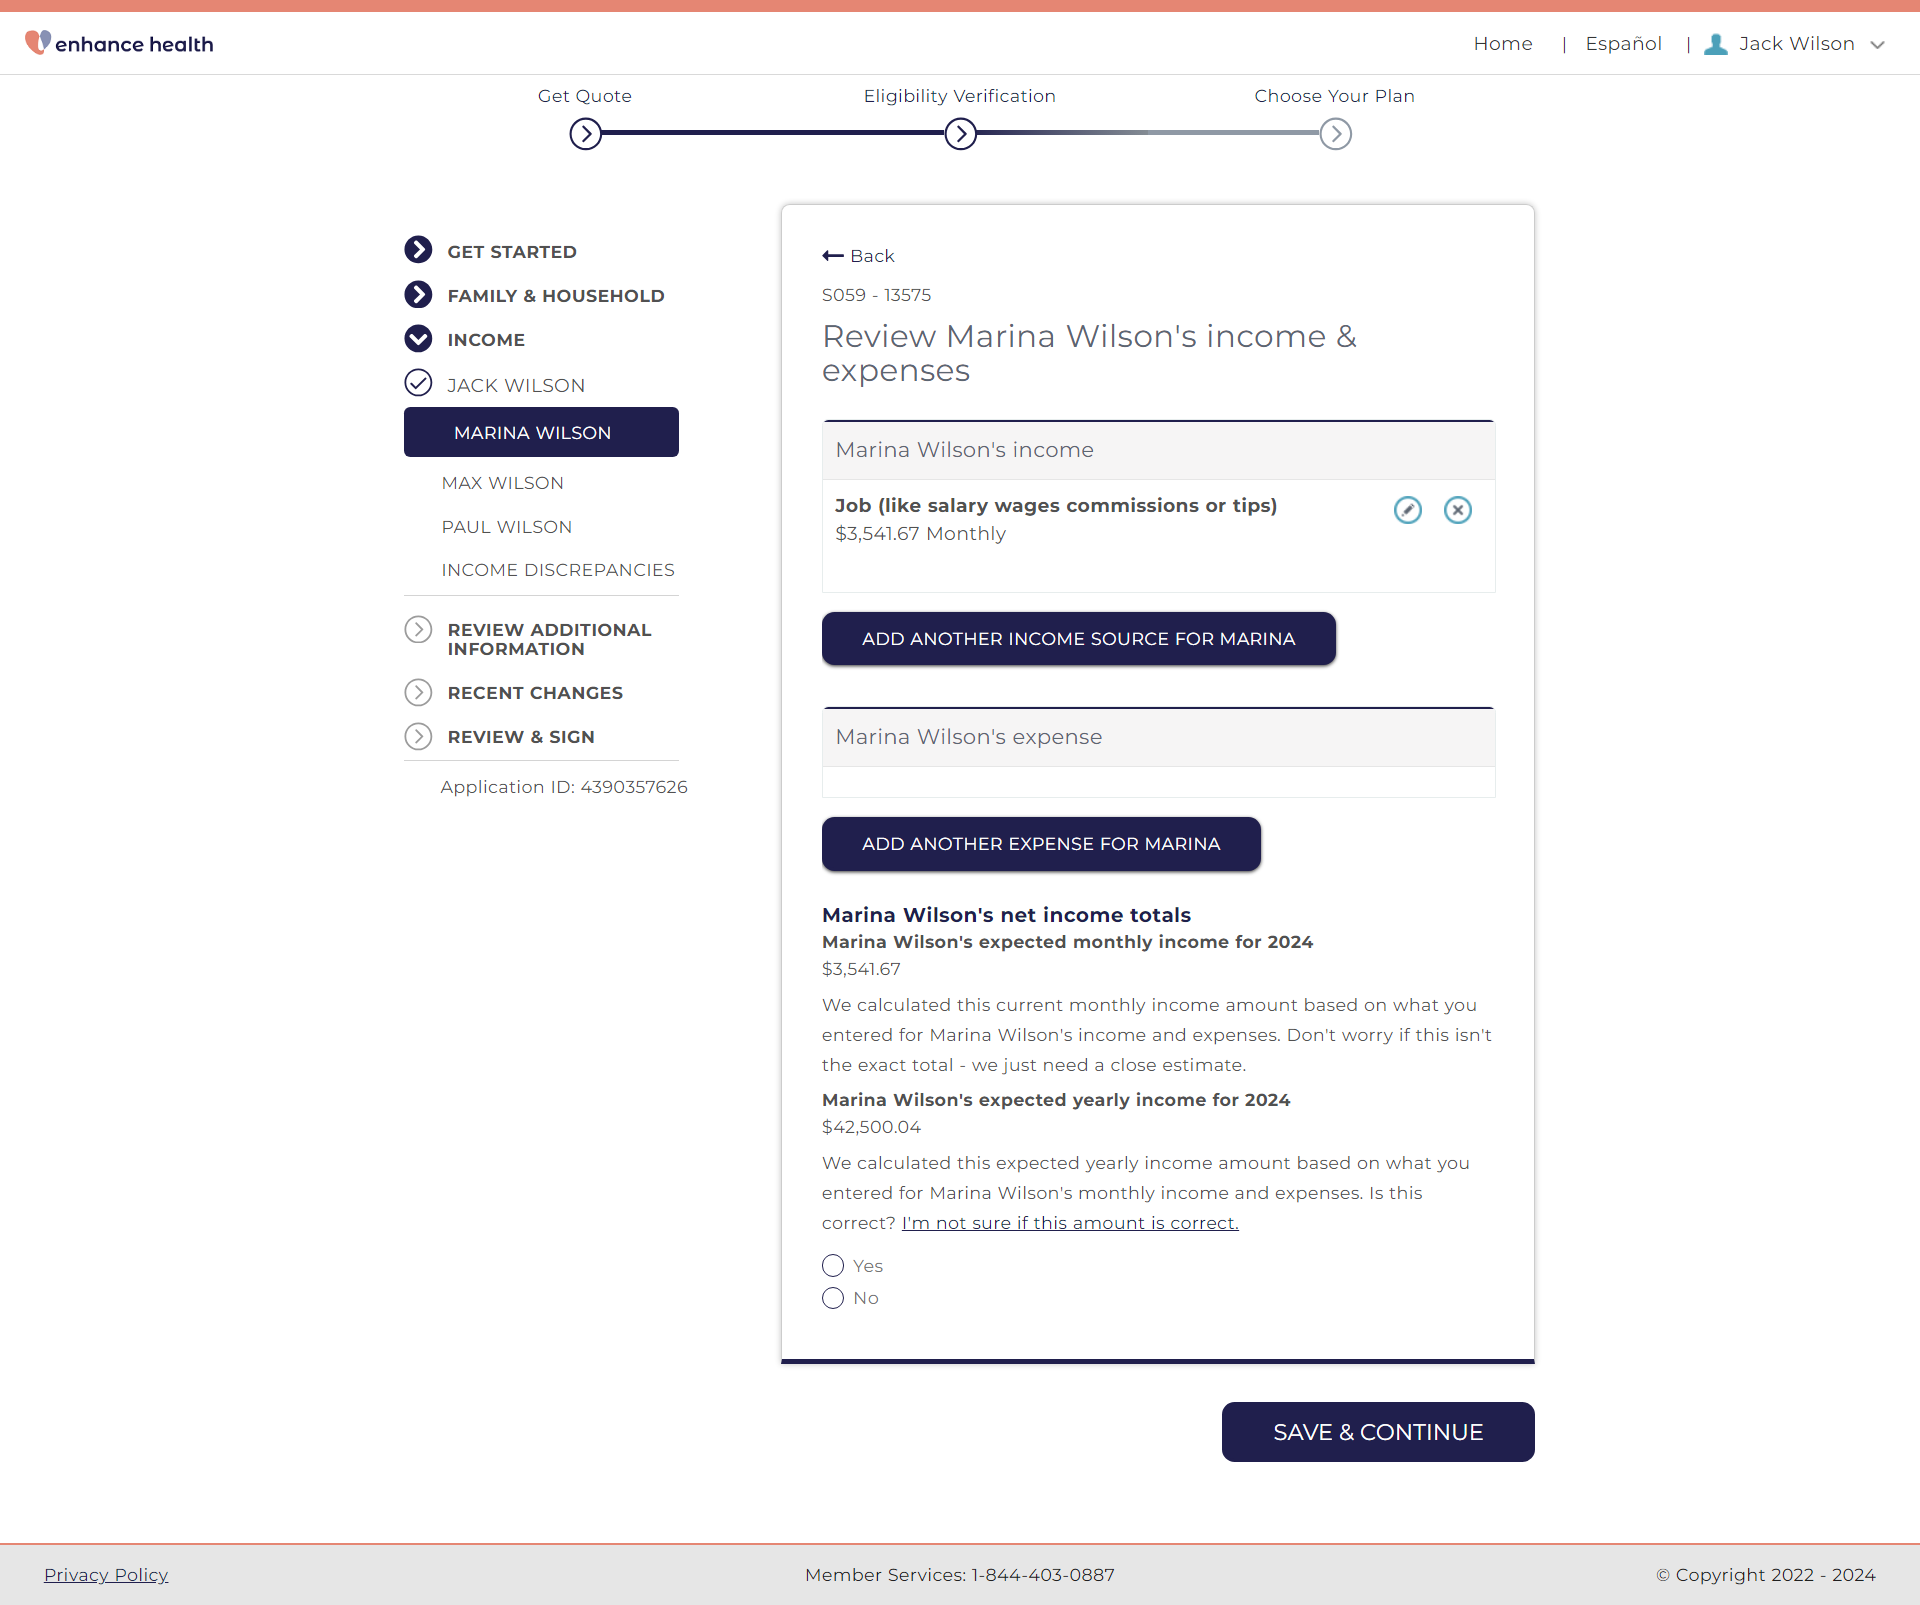 enhance health
Home | Español | Jack Wilson
Get Quote
Eligibility Verification
Choose Your Plan
GET STARTED
FAMILY & HOUSEHOLD
INCOME
JACK WILSON
MARINA WILSON
MAX WILSON
PAUL WILSON
INCOME DISCREPANCIES
REVIEW ADDITIONAL
INFORMATION
RECENT CHANGES
REVIEW & SIGN
Application ID: 4390357626
Back
S059 - 13575
Review Marina Wilson's income &
expenses
Marina Wilson's income
Job (like salary wages commissions or tips)
$3,541.67 Monthly
ADD ANOTHER INCOME SOURCE FOR MARINA
Marina Wilson's expense
ADD ANOTHER EXPENSE FOR MARINA
Marina Wilson's net income totals
Marina Wilson's expected monthly income for 2024
$3,541.67
We calculated this current monthly income amount based on what you
entered for Marina Wilson's income and expenses. Don't worry if this isn't
the exact total - we just need a close estimate.
Marina Wilson's expected yearly income for 2024
$42,500.04
We calculated this expected yearly income amount based on what you
entered for Marina Wilson's monthly income and expenses. Is this
correct? I'm not sure if this amount is correct.
Yes
No
SAVE & CONTINUE
Privacy Policy
Member Services: 1-844-403-0887
© Copyright 2022 - 2024